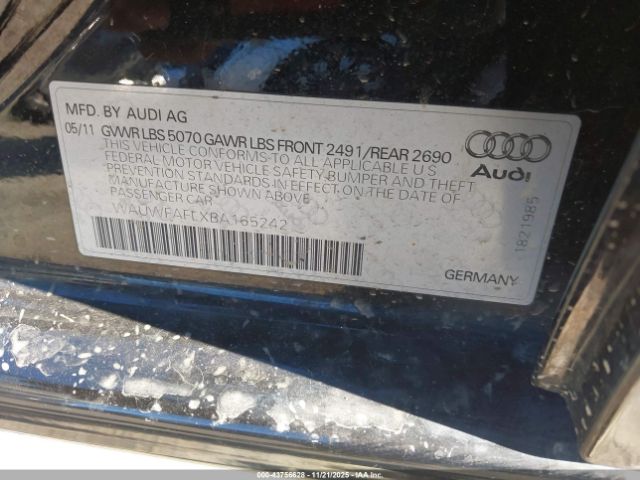 MFD. BY AUDI AG
05/11 GVWR LBS 5070 GAWR LBS FRONT 2491/REAR 2690
THIS VEHICLE CONFORMS TO ALL APPLICABLE U S
FEDERAL MOTOR VEHICLE SAFETY BUMPER AND THEFT
PREVENTION STANDARDS IN EFFECT ON THE DATE OF
MANUFACTURE SHOWN ABOVE
PASSENGER CAR
WAUWFAFLXBA165242
Audi
1821985
GERMANY
000-43756628 - 11/21/2025 - IAA Inc.